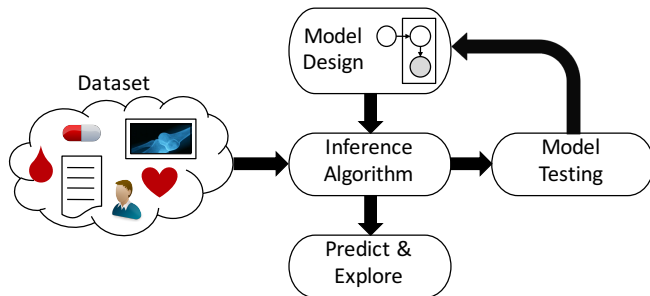 Dataset
Model
Design
Inference
Algorithm
Model
Testing
Predict &
Explore